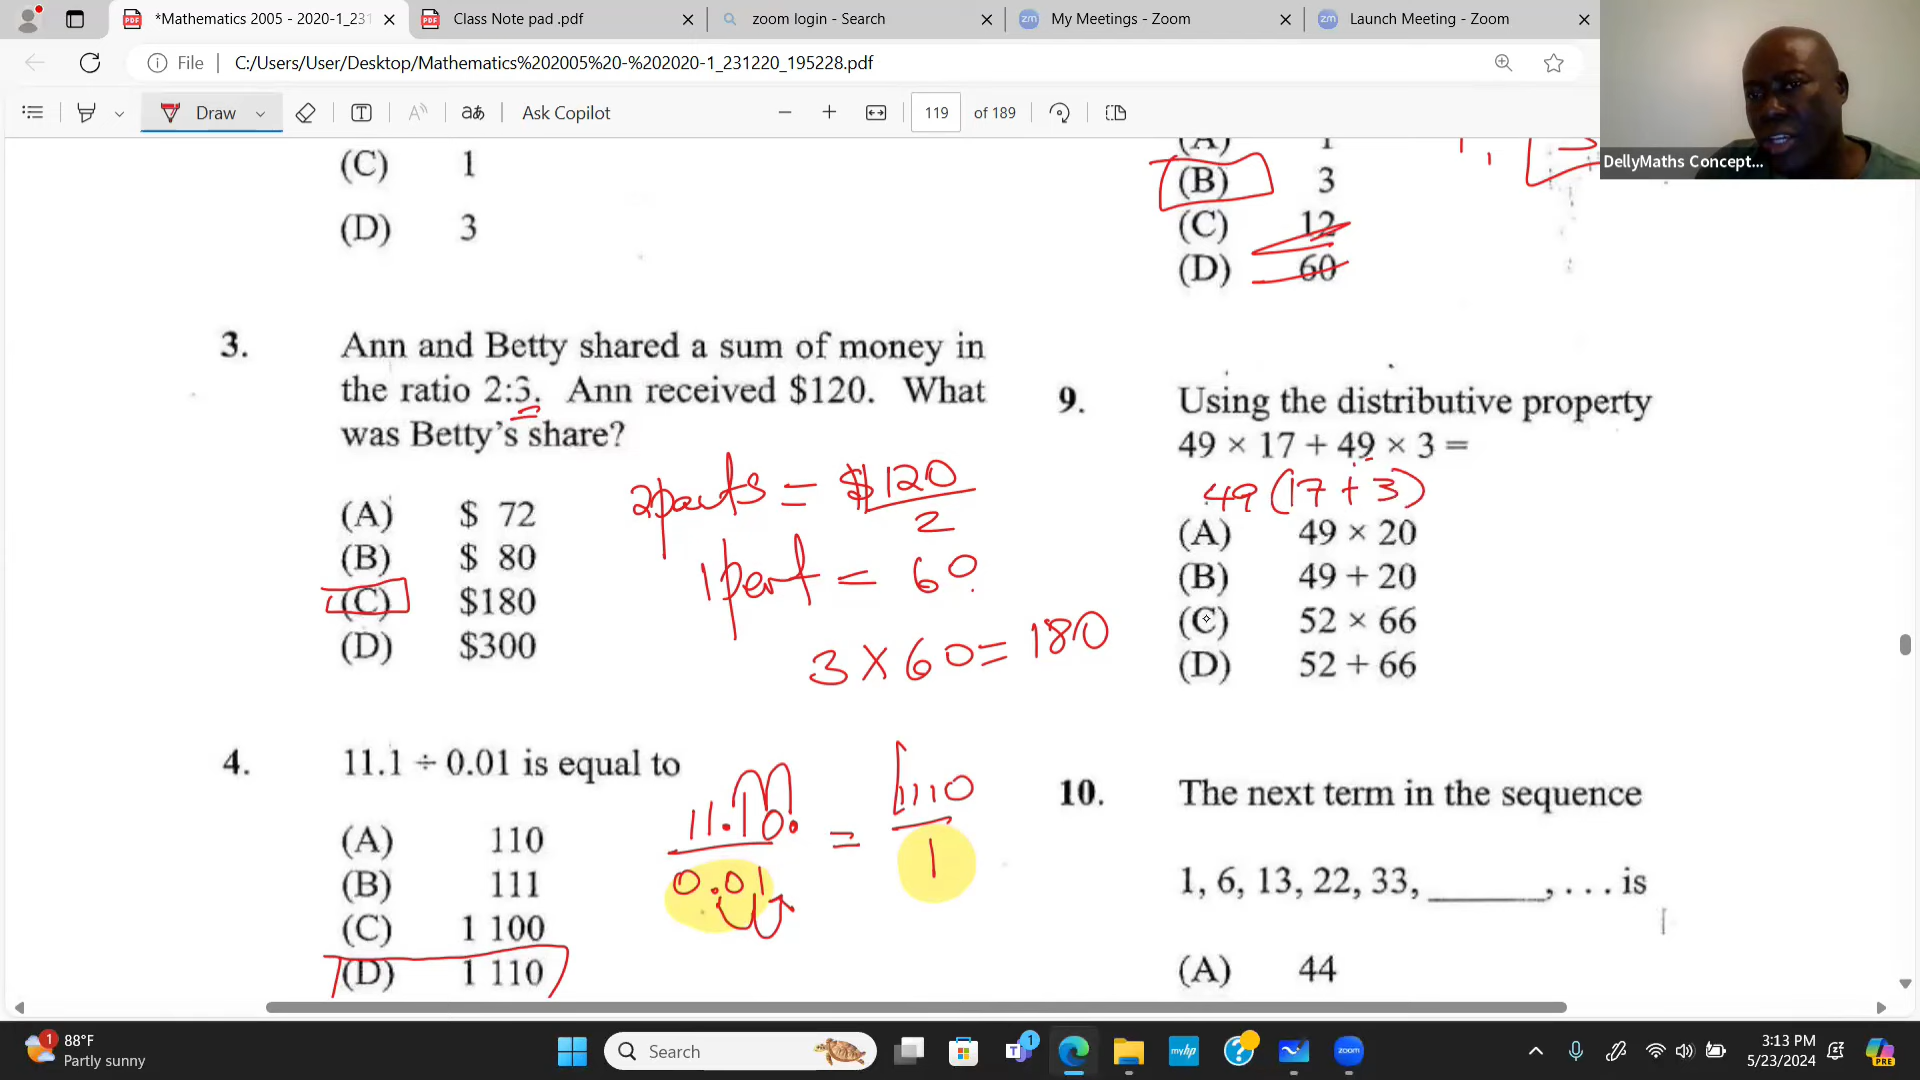 *Mathematics 2005 - 2020-1_231
Class Note pad .pdf
zoom login - Search
My Meetings - Zoom
Launch Meeting - Zoom
File
C:/Users/User/Desktop/Mathematics%202005%20-%202020-1_231220_195228.pdf
Draw
Ask Copilot
119 of 189
DellyMaths Concept...
(C) 1
(D) 3
3. Ann and Betty shared a sum of money in
the ratio 2:3. Ann received $120. What
was Betty's share?
2parts = $120
2
1part = 60
3 × 60 = 180
(A) $ 72
(B) $ 80
(C) $180
(D) $300
4. 11.1 ÷ 0.01 is equal to
11.10. = 1110
0.01 1
(A) 110
(B) 111
(C) 1 100
(D) 1 110
(A) 1
(B) 3
(C) 12
(D) 60
9. Using the distributive property
49 × 17 + 49 × 3 =
49 (17 + 3)
(A) 49 × 20
(B) 49 + 20
(C) 52 × 66
(D) 52 + 66
10. The next term in the sequence
1, 6, 13, 22, 33, ______, . . . is
(A) 44
1
88°F
Partly sunny
Search
1
myhp
zoom
3:13 PM
5/23/2024
PRE